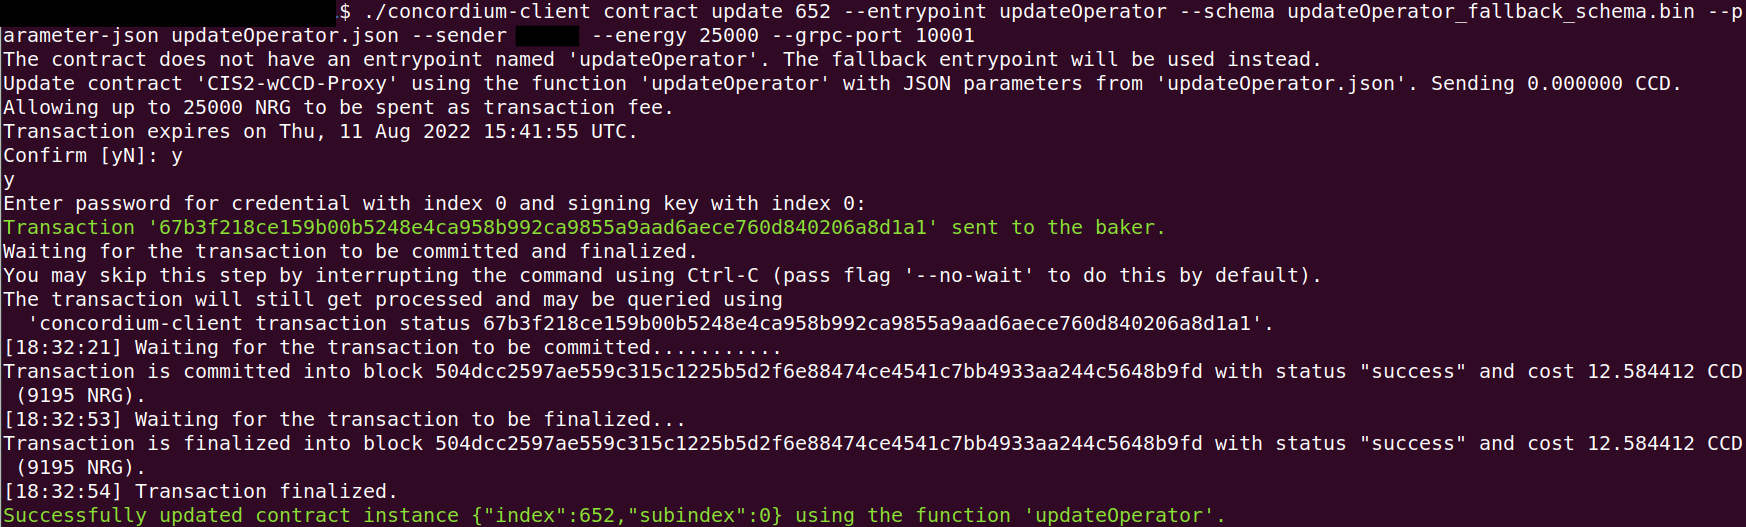 $ ./concordium-client contract update 652 --entrypoint updateOperator --schema updateOperator_fallback_schema.bin --p
arameter-json updateOperator.json --sender --energy 25000 --grpc-port 10001
The contract does not have an entrypoint named 'updateOperator'. The fallback entrypoint will be used instead.
Update contract 'CIS2-wCCD-Proxy' using the function 'updateOperator' with JSON parameters from 'updateOperator.json'. Sending 0.000000 CCD.
Allowing up to 25000 NRG to be spent as transaction fee.
Transaction expires on Thu, 11 Aug 2022 15:41:55 UTC.
Confirm [yN]: y
y
Enter password for credential with index 0 and signing key with index 0:
Transaction '67b3f218ce159b00b5248e4ca958b992ca9855a9aad6aece760d840206a8d1a1' sent to the baker.
Waiting for the transaction to be committed and finalized.
You may skip this step by interrupting the command using Ctrl-C (pass flag '--no-wait' to do this by default).
The transaction will still get processed and may be queried using
  'concordium-client transaction status 67b3f218ce159b00b5248e4ca958b992ca9855a9aad6aece760d840206a8d1a1'.
[18:32:21] Waiting for the transaction to be committed...........
Transaction is committed into block 504dcc2597ae559c315c1225b5d2f6e88474ce4541c7bb4933aa244c5648b9fd with status "success" and cost 12.584412 CCD
 (9195 NRG).
[18:32:53] Waiting for the transaction to be finalized...
Transaction is finalized into block 504dcc2597ae559c315c1225b5d2f6e88474ce4541c7bb4933aa244c5648b9fd with status "success" and cost 12.584412 CCD
 (9195 NRG).
[18:32:54] Transaction finalized.
Successfully updated contract instance {"index":652,"subindex":0} using the function 'updateOperator'.